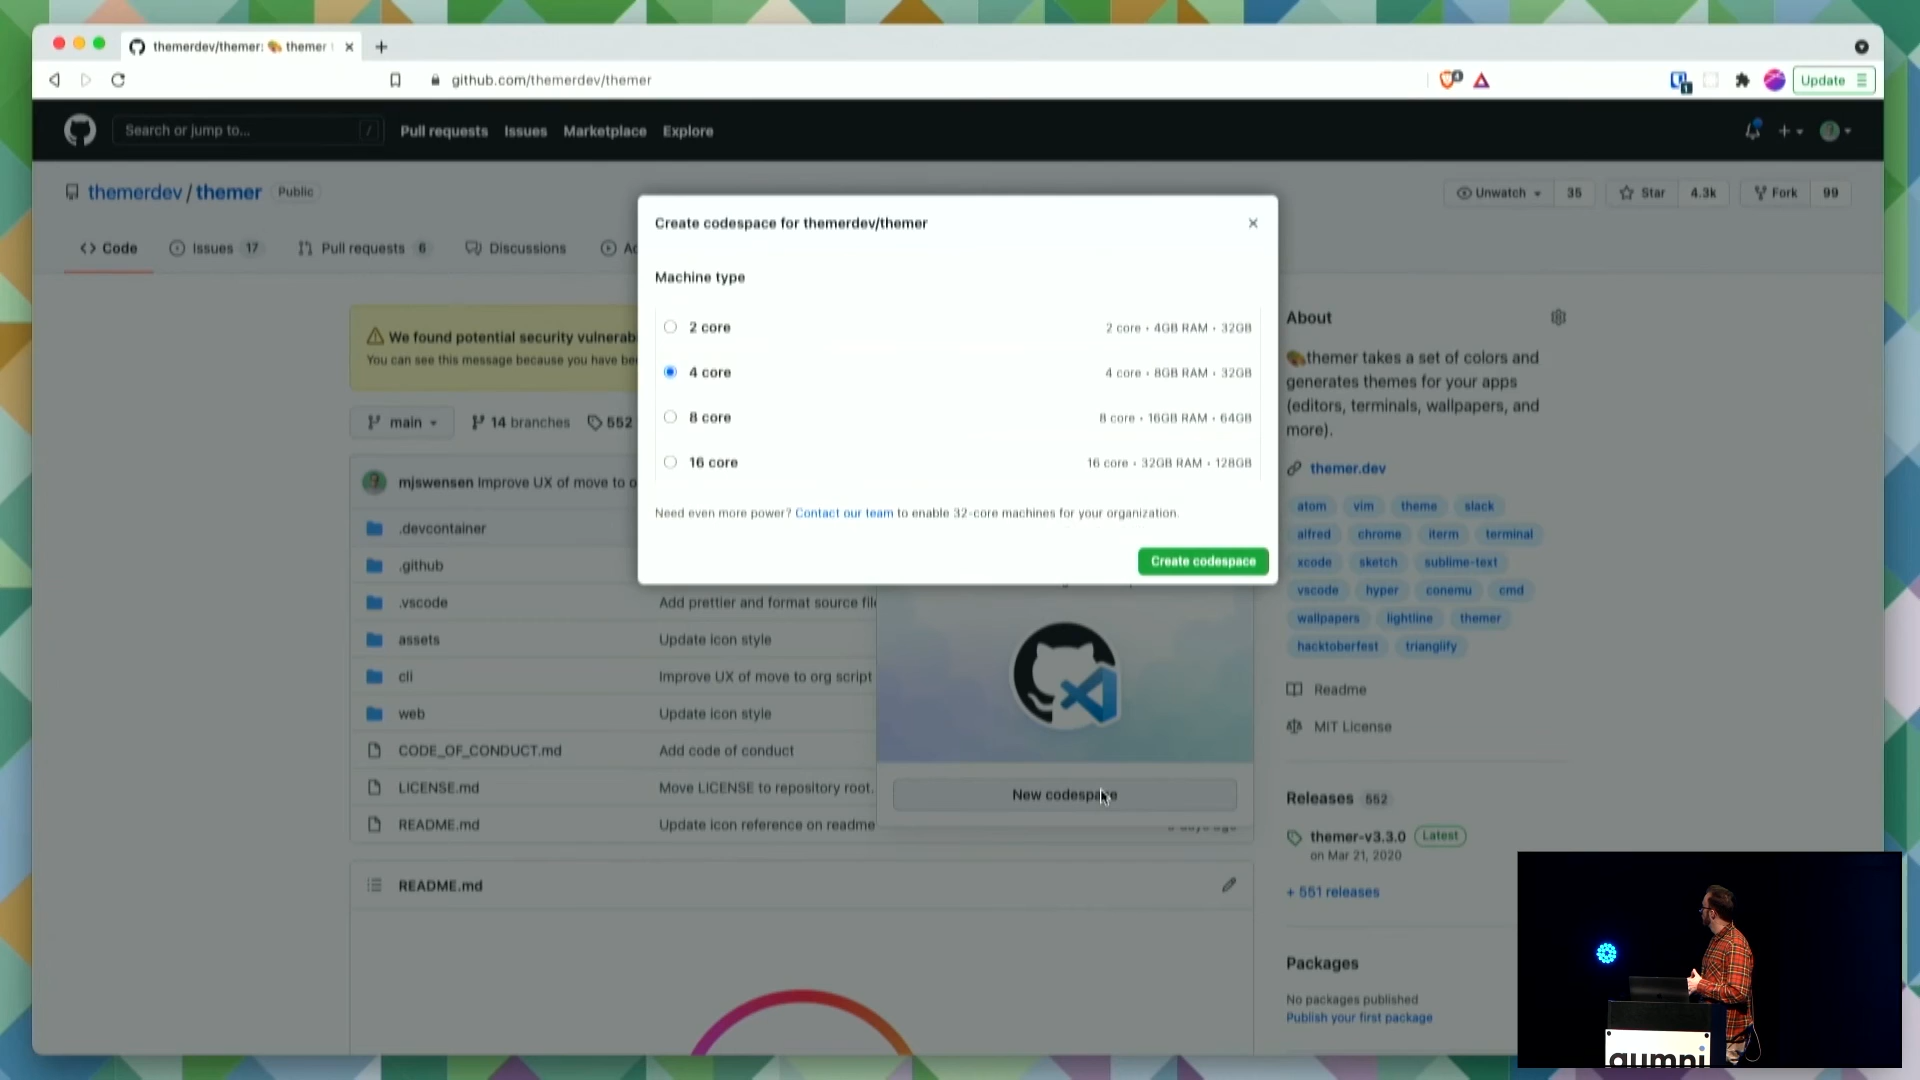 themerdev/themer: 🎨 themer
github.com/themerdev/themer
Update
Search or jump to...
/
Pull requests
Issues
Marketplace
Explore
themerdev / themer
Public
Unwatch
35
Star
4.3k
Fork
99
Code
Issues 17
Pull requests 6
Discussions
Create codespace for themerdev/themer
Machine type
2 core
2 core • 4GB RAM • 32GB
4 core
4 core • 8GB RAM • 32GB
8 core
8 core • 16GB RAM • 64GB
16 core
16 core • 32GB RAM • 128GB
Need even more power? Contact our team to enable 32-core machines for your organization.
Create codespace
We found potential security
You can see this message because you have
main
14 branches
552
mjswensen Improve UX of move to
.devcontainer
.github
.vscode
Add prettier and format source
assets
Update icon style
cli
Improve UX of move to org script
web
Update icon style
CODE_OF_CONDUCT.md
Add code of conduct
LICENSE.md
Move LICENSE to repository root.
README.md
Update icon reference on readme
New codespace
README.md
About
🎨themer takes a set of colors and
generates themes for your apps
(editors, terminals, wallpapers, and
more).
themer.dev
atom vim theme slack
alfred chrome iterm terminal
xcode sketch sublime-text
vscode hyper conemu cmd
wallpapers lightline themer
hacktoberfest trianglify
Readme
MIT License
Releases 552
themer-v3.3.0 Latest
on Mar 21, 2020
+ 551 releases
Packages
No packages published
Publish your first package